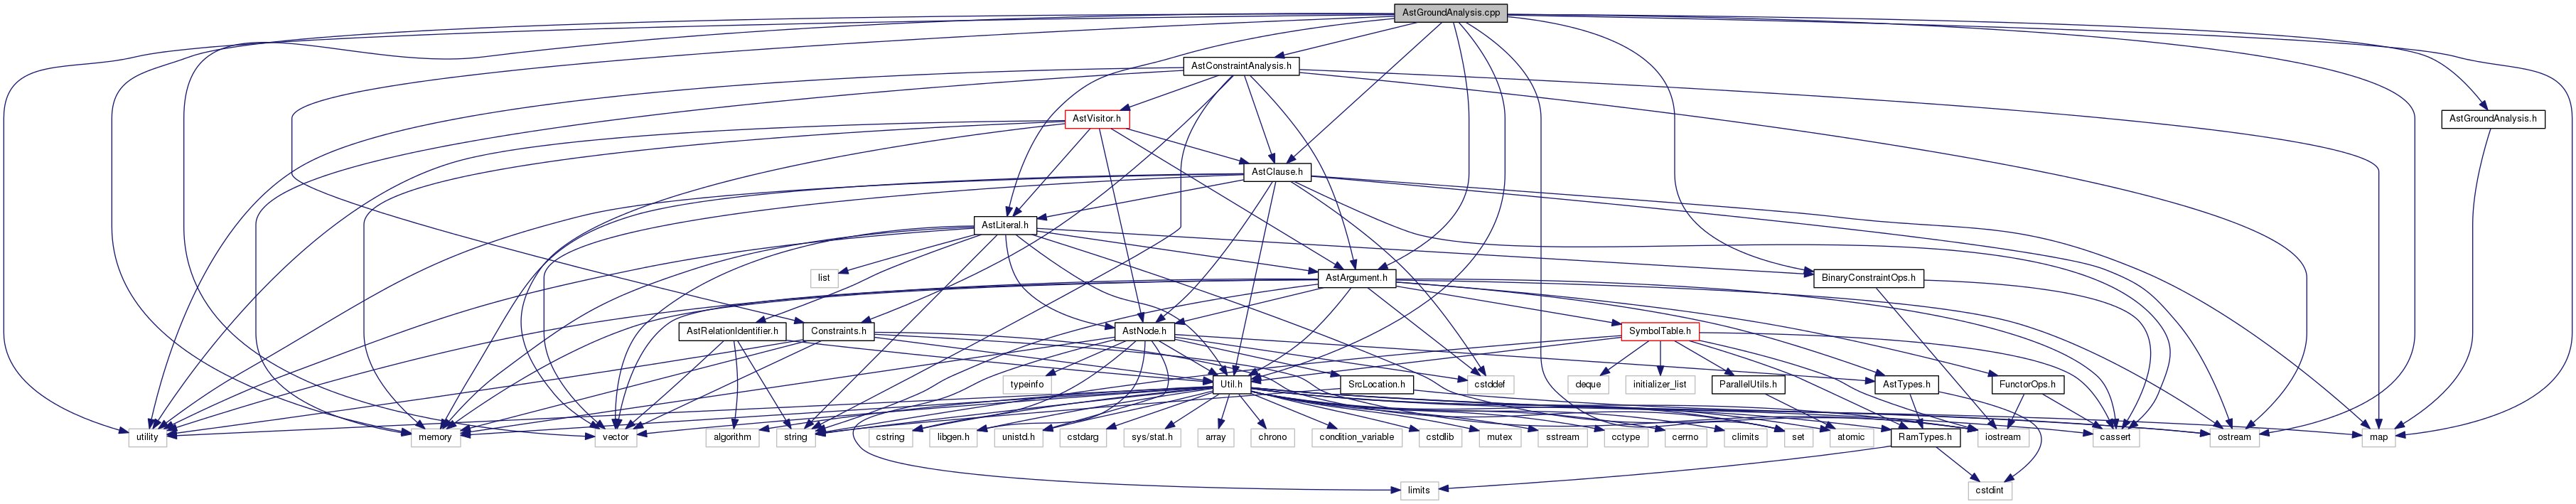 AstGroundAnalysis.cpp
AstConstraintAnalysis.h
AstVisitor.h
AstGroundAnalysis.h
AstClause.h
AstLiteral.h
list
AstArgument.h
BinaryConstraintOps.h
AstRelationIdentifier.h
Constraints.h
AstNode.h
SymbolTable.h
typeinfo
Util.h
SrcLocation.h
cstddef
deque
initializer_list
ParallelUtils.h
AstTypes.h
FunctorOps.h
utility
memory
vector
algorithm
string
cstring
libgen.h
unistd.h
cstdarg
sys/stat.h
array
chrono
condition_variable
cstdlib
mutex
sstream
cctype
cerrno
climits
set
atomic
RamTypes.h
iostream
cassert
ostream
map
limits
cstdint